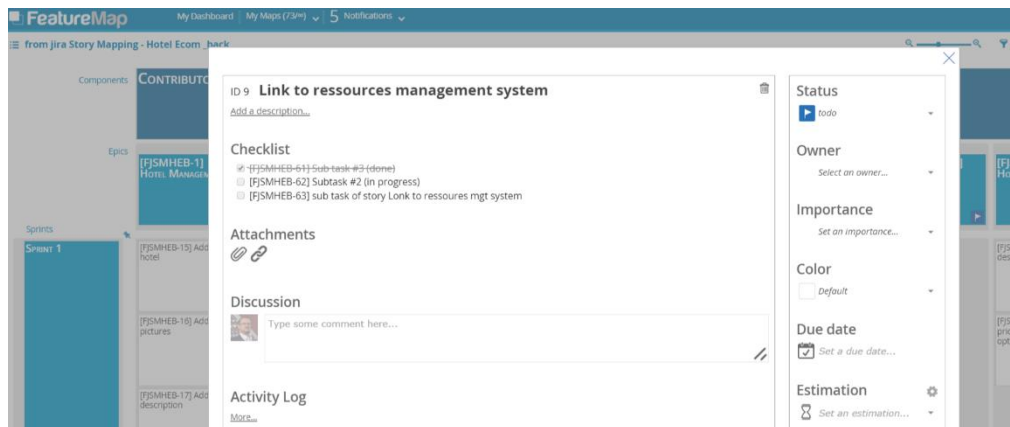 FeatureMap
My Dashboard
My Maps (73/∞)
5 Notifications
from jira Story Mapping - Hotel Ecom _back
Components
CONTRIBUTO
Epics
[FJSMHEB-1]
HOTEL MANAGEM
Sprints
SPRINT 1
[FJSMHEB-15] Add
hotel
[FJSMHEB-16] Add
pictures
[FJSMHEB-17] Add
description
ID 9 Link to ressources management system
Add a description...
Checklist
[FJSMHEB-61] Sub task #3 (done)
[FJSMHEB-62] Subtask #2 (in progress)
[FJSMHEB-63] sub task of story Lonk to ressoures mgt system
Attachments
Discussion
Type some comment here...
Activity Log
More...
Status
todo
Owner
Select an owner...
Importance
Set an importance...
Color
Default
Due date
Set a due date...
Estimation
Set an estimation...